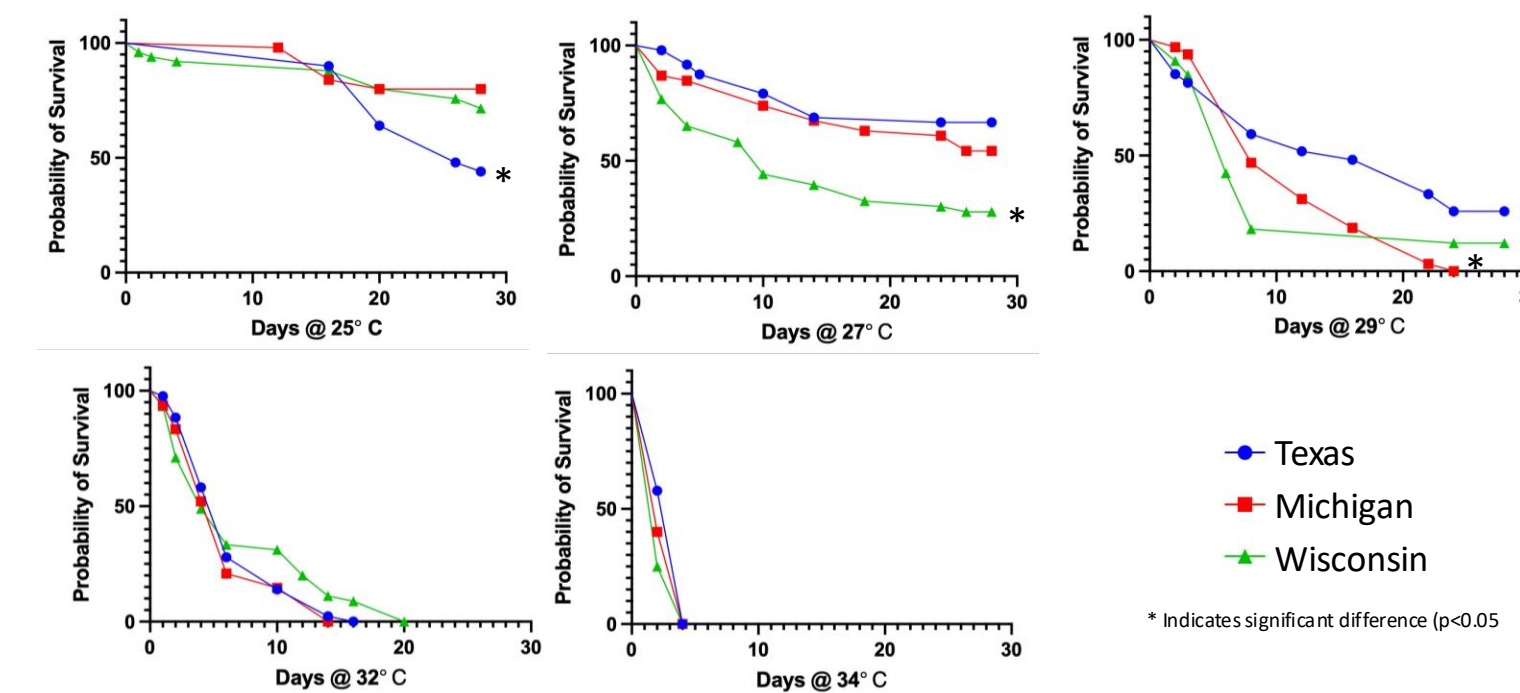 Probability of Survival
100
50
0
0 10 20 30
Days @ 25° C
*
Probability of Survival
100
50
0
0 10 20 30
Days @ 27° C
*
Probability of Survival
100
50
0
0 10 20
Days @ 29° C
*
Probability of Survival
100
50
0
0 10 20 30
Days @ 32° C
Probability of Survival
100
50
0
0 10 20 30
Days @ 34° C
Texas
Michigan
Wisconsin
* Indicates significant difference (p<0.05